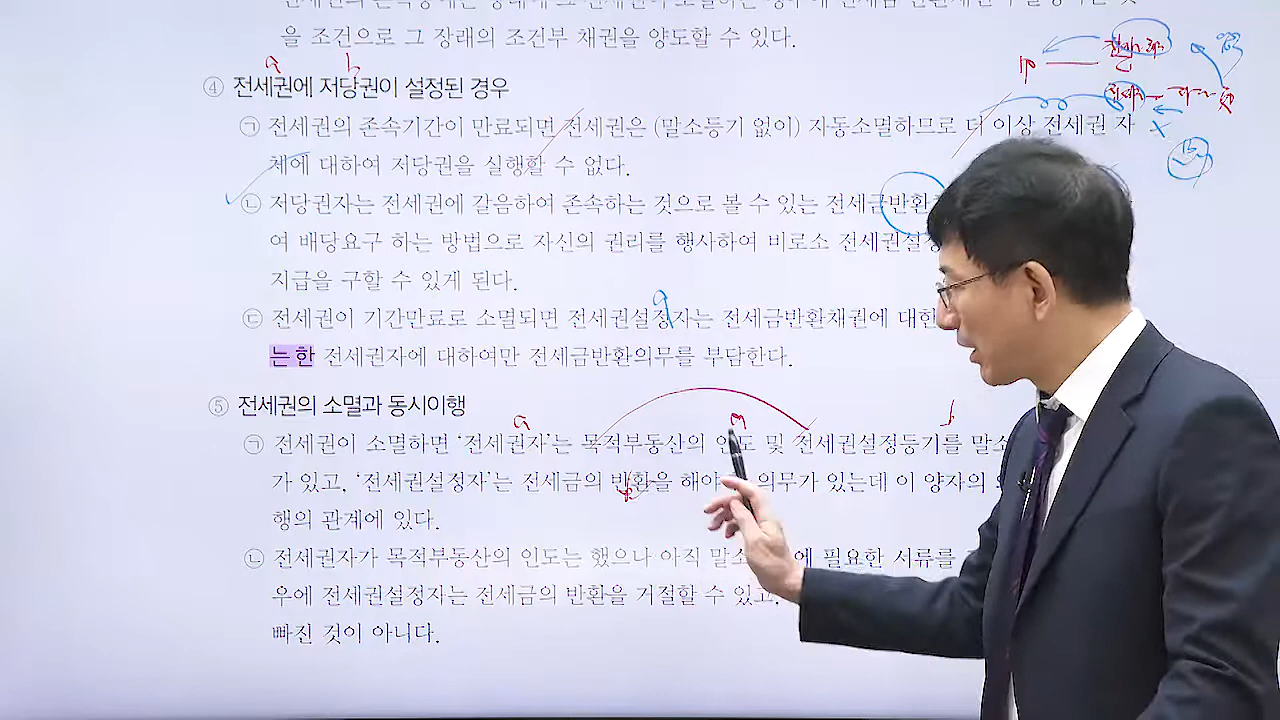 을 조건으로 그 장래의 조건부 채권을 양도할 수 있다.
④ 전세권에 저당권이 설정된 경우
㉠ 전세권의 존속기간이 만료되면 전세권은 (말소등기 없이) 자동소멸하므로 더 이상 전세권 자
체에 대하여 저당권을 실행할 수 없다.
㉡ 저당권자는 전세권에 갈음하여 존속하는 것으로 볼 수 있는 전세금반환
여 배당요구 하는 방법으로 자신의 권리를 행사하여 비로소 전세권설정
지급을 구할 수 있게 된다.
㉢ 전세권이 기간만료로 소멸되면 전세권설정자는 전세금반환채권에 대한
는 한 전세권자에 대하여만 전세금반환의무를 부담한다.
⑤ 전세권의 소멸과 동시이행
㉠ 전세권이 소멸하면 ‘전세권자’는 목적부동산의 인도 및 전세권설정등기를 말소
가 있고, ‘전세권설정자’는 전세금의 반환을 해야 의무가 있는데 이 양자의
행의 관계에 있다.
㉡ 전세권자가 목적부동산의 인도는 했으나 아직 말소 에 필요한 서류를
우에 전세권설정자는 전세금의 반환을 거절할 수 있고,
빠진 것이 아니다.